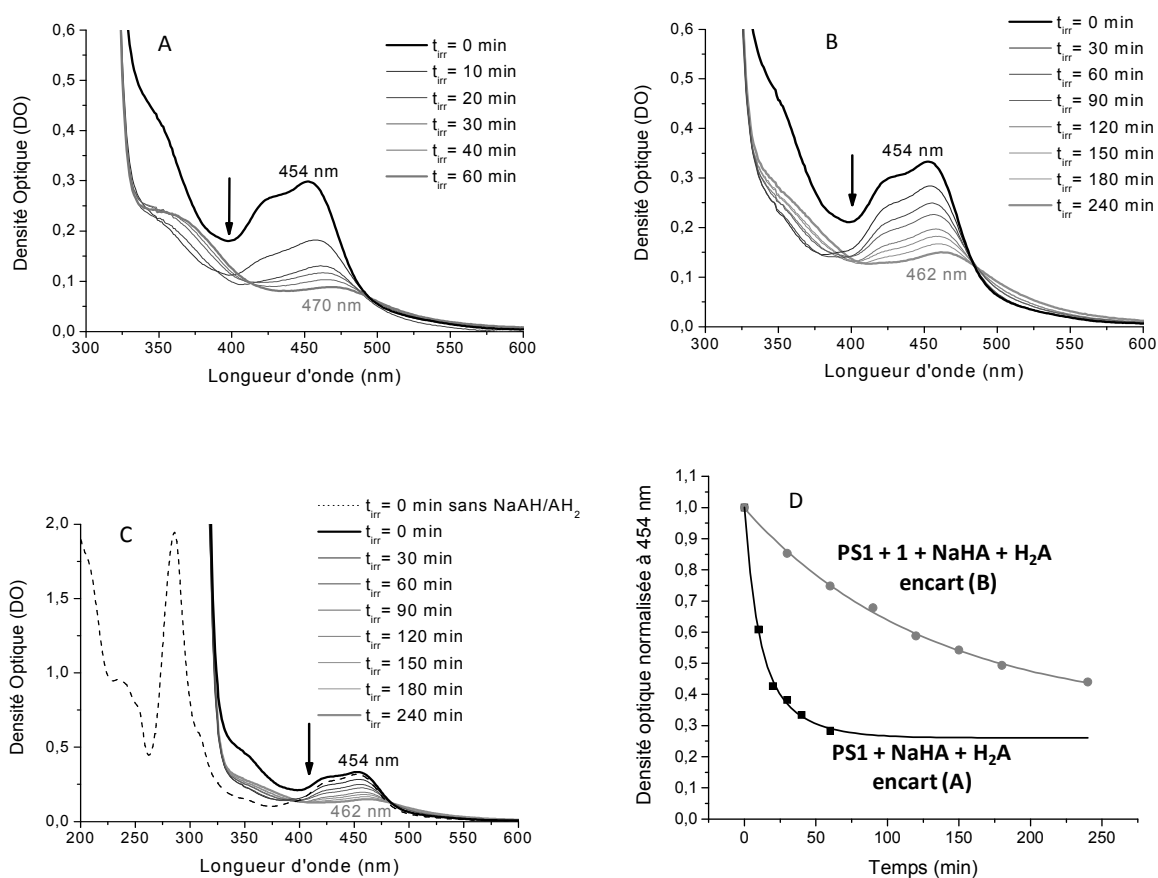 A
t_irr= 0 min
t_irr= 10 min
t_irr= 20 min
t_irr= 30 min
t_irr= 40 min
t_irr= 60 min
454 nm
470 nm
0,6
0,5
0,4
0,3
0,2
0,1
0,0
300 350 400 450 500 550 600
Densité Optique (DO)
Longueur d'onde (nm)
B
t_irr= 0 min
t_irr= 30 min
t_irr= 60 min
t_irr= 90 min
t_irr= 120 min
t_irr= 150 min
t_irr= 180 min
t_irr= 240 min
454 nm
462 nm
0,6
0,5
0,4
0,3
0,2
0,1
0,0
300 350 400 450 500 550 600
Densité Optique (DO)
Longueur d'onde (nm)
C
t_irr= 0 min sans NaAH/AH2
t_irr= 0 min
t_irr= 30 min
t_irr= 60 min
t_irr= 90 min
t_irr= 120 min
t_irr= 150 min
t_irr= 180 min
t_irr= 240 min
454 nm
462 nm
2,0
1,5
1,0
0,5
0,0
200 250 300 350 400 450 500 550 600
Densité Optique (DO)
Longueur d'onde (nm)
D
PS1 + 1 + NaHA + H2A
encart (B)
PS1 + NaHA + H2A
encart (A)
1,1
1,0
0,9
0,8
0,7
0,6
0,5
0,4
0,3
0,2
0,1
0,0
0 50 100 150 200 250
Densité optique normalisée à 454 nm
Temps (min)